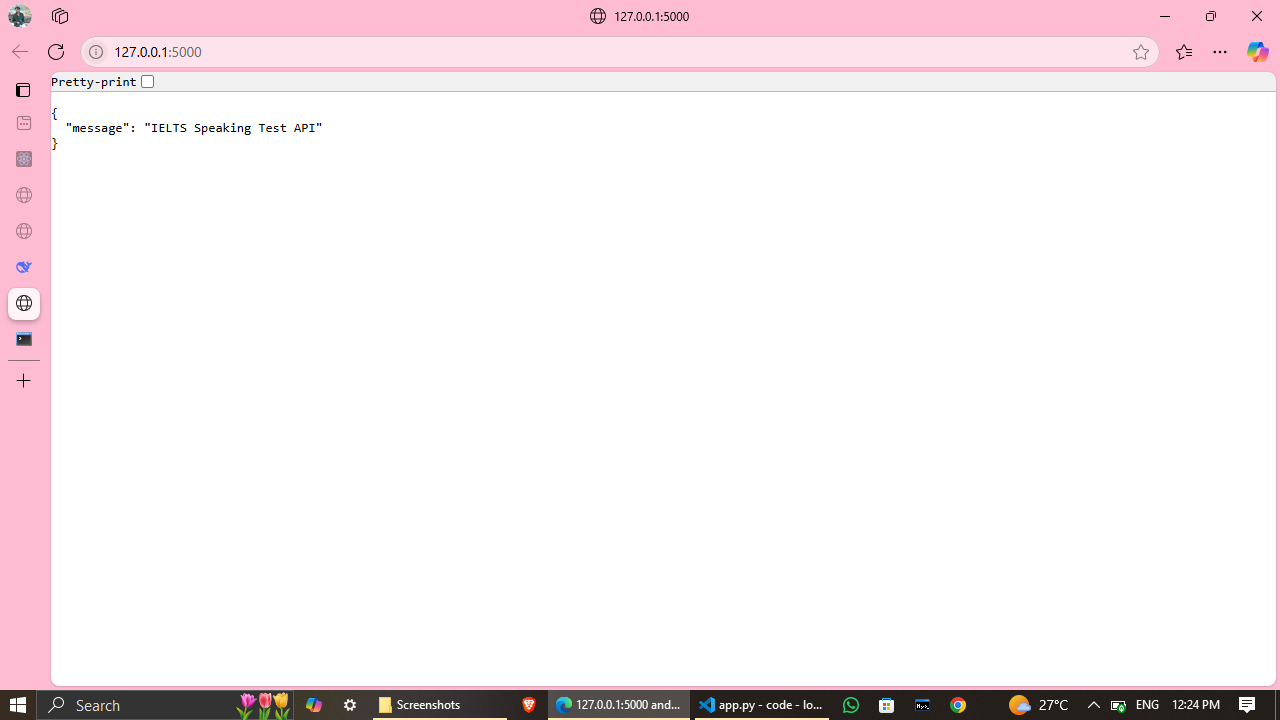 127.0.0.1:5000
127.0.0.1:5000
Pretty-print
{
"message": "IELTS Speaking Test API"
}
Search
Screenshots
127.0.0.1:5000 and...
app.py - code - lo...
27°C
ENG
12:24 PM